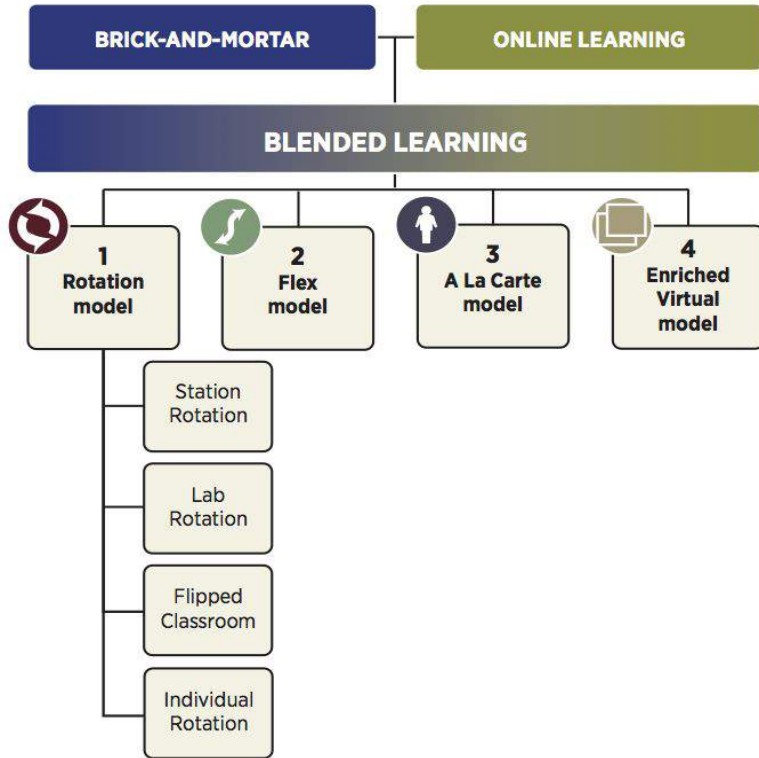 BRICK-AND-MORTAR
ONLINE LEARNING
BLENDED LEARNING
1
Rotation
model
2
Flex
model
3
A La Carte
model
4
Enriched
Virtual
model
Station
Rotation
Lab
Rotation
Flipped
Classroom
Individual
Rotation